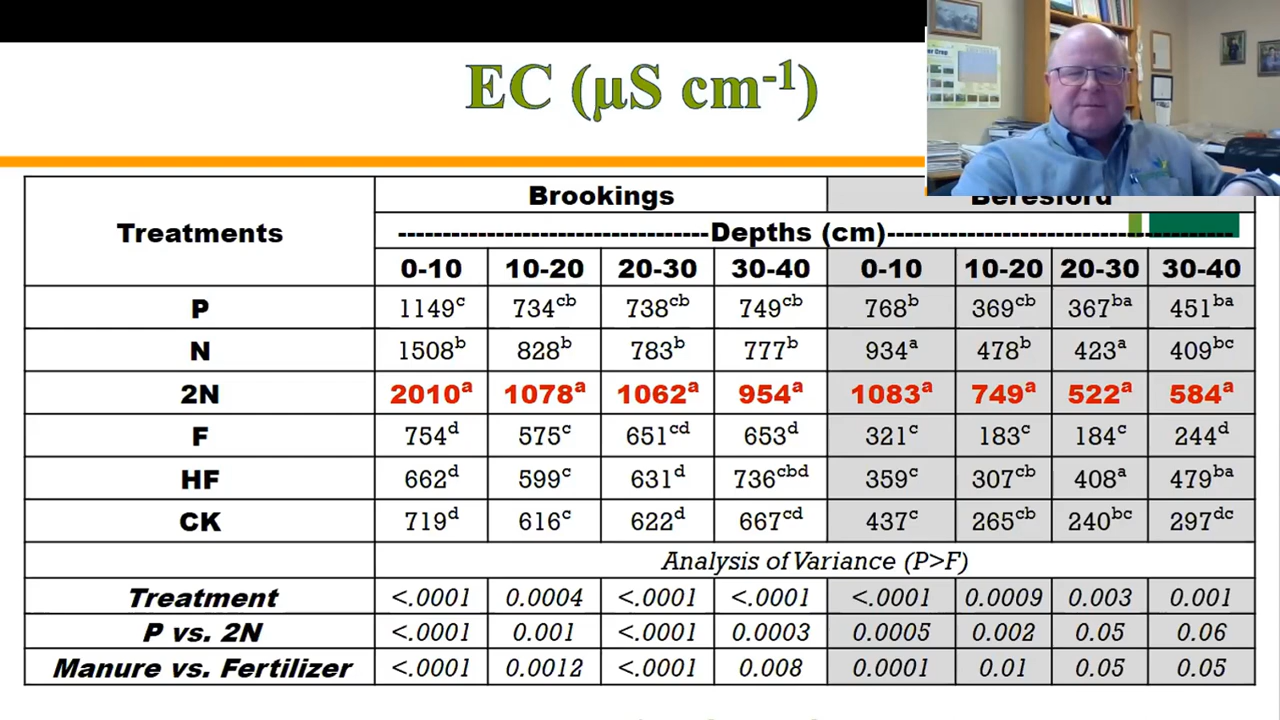 EC (µS cm⁻¹)
Brookings Beresford
Treatments
-----------------------------------Depths (cm)---------------------------------------
0-10 10-20 20-30 30-40 0-10 10-20 20-30 30-40
P 1149ᶜ 734ᶜᵇ 738ᶜᵇ 749ᶜᵇ 768ᵇ 369ᶜᵇ 367ᵇᵃ 451ᵇᵃ
N 1508ᵇ 828ᵇ 783ᵇ 777ᵇ 934ᵃ 478ᵇ 423ᵃ 409ᵇᶜ
2N 2010ᵃ 1078ᵃ 1062ᵃ 954ᵃ 1083ᵃ 749ᵃ 522ᵃ 584ᵃ
F 754ᵈ 575ᶜ 651ᶜᵈ 653ᵈ 321ᶜ 183ᶜ 184ᶜ 244ᵈ
HF 662ᵈ 599ᶜ 631ᵈ 736ᶜᵇᵈ 359ᶜ 307ᶜᵇ 408ᵃ 479ᵇᵃ
CK 719ᵈ 616ᶜ 622ᵈ 667ᶜᵈ 437ᶜ 265ᶜᵇ 240ᵇᶜ 297ᵈᶜ
Analysis of Variance (P>F)
Treatment <.0001 0.0004 <.0001 <.0001 <.0001 0.0009 0.003 0.001
P vs. 2N <.0001 0.001 <.0001 0.0003 0.0005 0.002 0.05 0.06
Manure vs. Fertilizer <.0001 0.0012 <.0001 0.008 0.0001 0.01 0.05 0.05